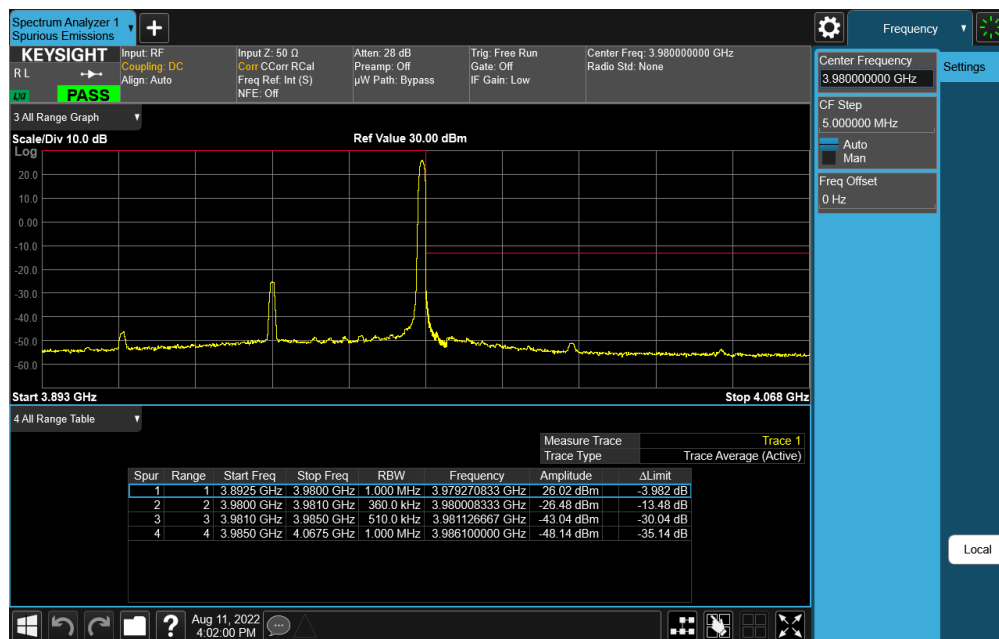 Spectrum Analyzer 1
Spurious Emissions
Frequency
KEYSIGHT
R L
LXI
PASS
Input: RF
Coupling: DC
Align: Auto
Input Z: 50 Ω
Corr CCorr RCal
Freq Ref: Int (S)
NFE: Off
Atten: 28 dB
Preamp: Off
µW Path: Bypass
Trig: Free Run
Gate: Off
IF Gain: Low
Center Freq: 3.980000000 GHz
Radio Std: None
Center Frequency
3.980000000 GHz
Settings
CF Step
5.000000 MHz
Auto
Man
Freq Offset
0 Hz
3 All Range Graph
Scale/Div 10.0 dB
Ref Value 30.00 dBm
Log
20.0
10.0
0.00
-10.0
-20.0
-30.0
-40.0
-50.0
-60.0
Start 3.893 GHz
Stop 4.068 GHz
4 All Range Table
Measure Trace Trace 1
Trace Type Trace Average (Active)
Spur Range Start Freq Stop Freq RBW Frequency Amplitude ΔLimit
1 1 3.8925 GHz 3.9800 GHz 1.000 MHz 3.979270833 GHz 26.02 dBm -3.982 dB
2 2 3.9800 GHz 3.9810 GHz 360.0 kHz 3.980008333 GHz -26.48 dBm -13.48 dB
3 3 3.9810 GHz 3.9850 GHz 510.0 kHz 3.981126667 GHz -43.04 dBm -30.04 dB
4 4 3.9850 GHz 4.0675 GHz 1.000 MHz 3.986100000 GHz -48.14 dBm -35.14 dB
Local
?
Aug 11, 2022
4:02:00 PM